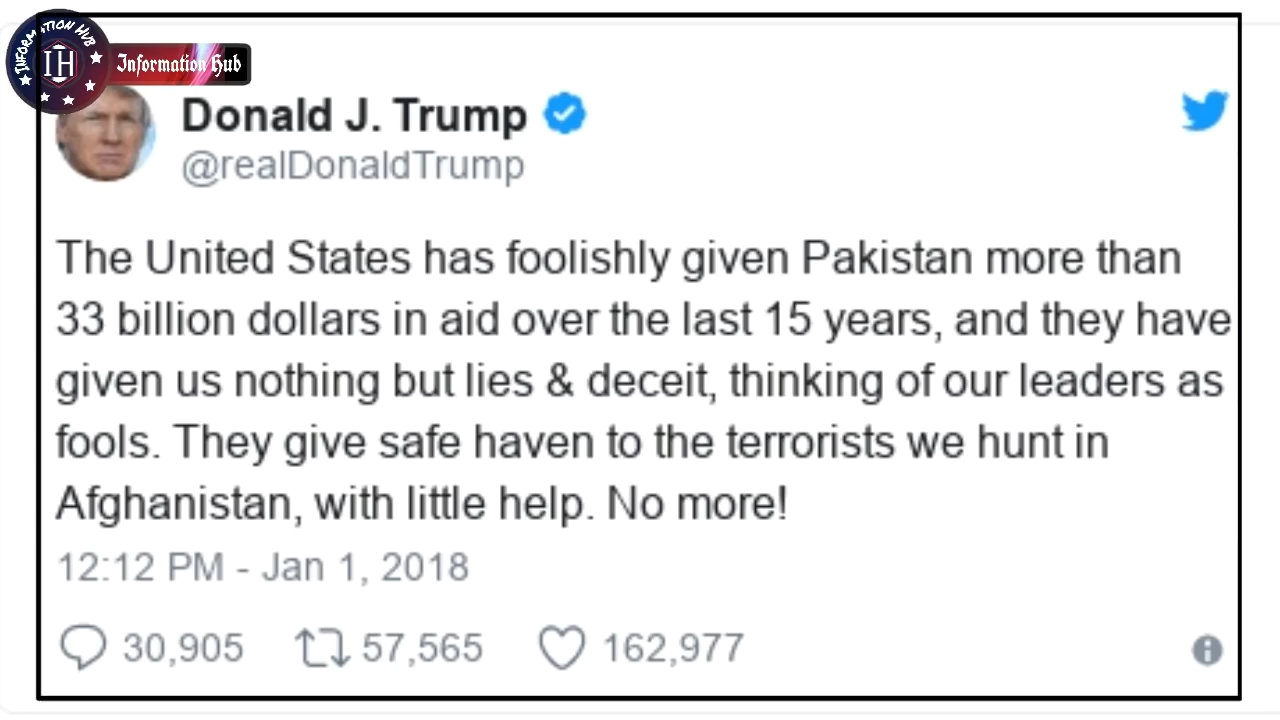 INFORMATION HUB
IH
Information Hub
Donald J. Trump
@realDonaldTrump
The United States has foolishly given Pakistan more than
33 billion dollars in aid over the last 15 years, and they have
given us nothing but lies & deceit, thinking of our leaders as
fools. They give safe haven to the terrorists we hunt in
Afghanistan, with little help. No more!
12:12 PM - Jan 1, 2018
30,905 57,565 162,977